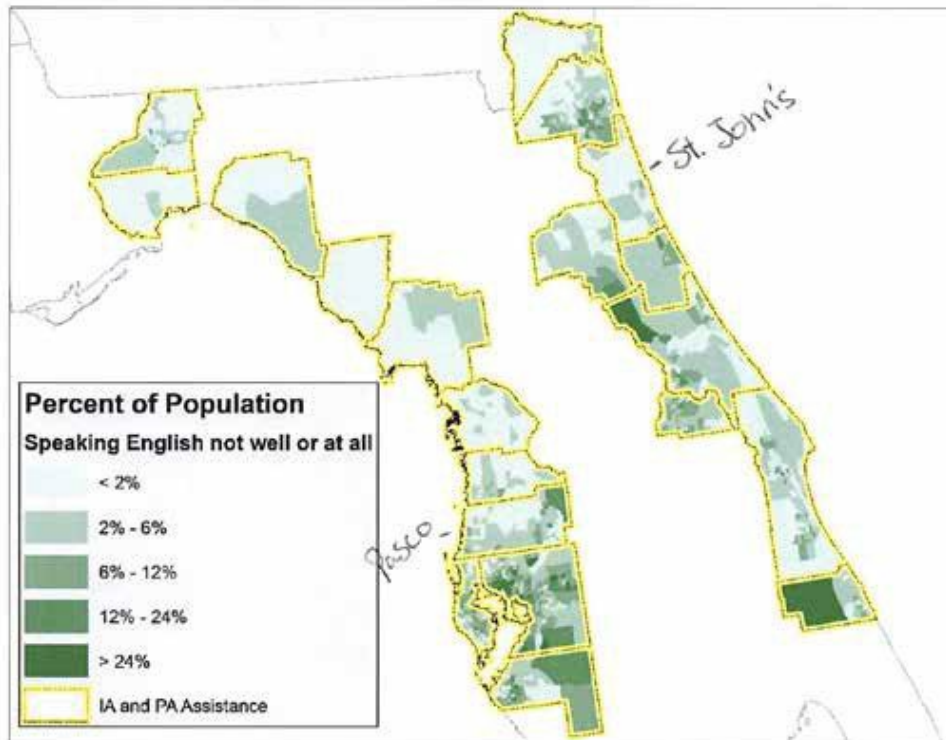 St. John's
Pasco
Percent of Population
Speaking English not well or at all
< 2%
2% - 6%
6% - 12%
12% - 24%
> 24%
IA and PA Assistance